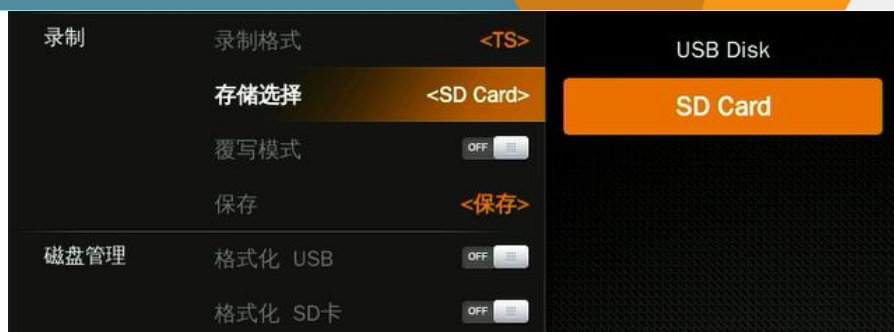 录制
录制格式 <TS>
USB Disk
存储选择 <SD Card>
SD Card
覆写模式 OFF
保存 <保存>
磁盘管理
格式化 USB OFF
格式化 SD卡 OFF